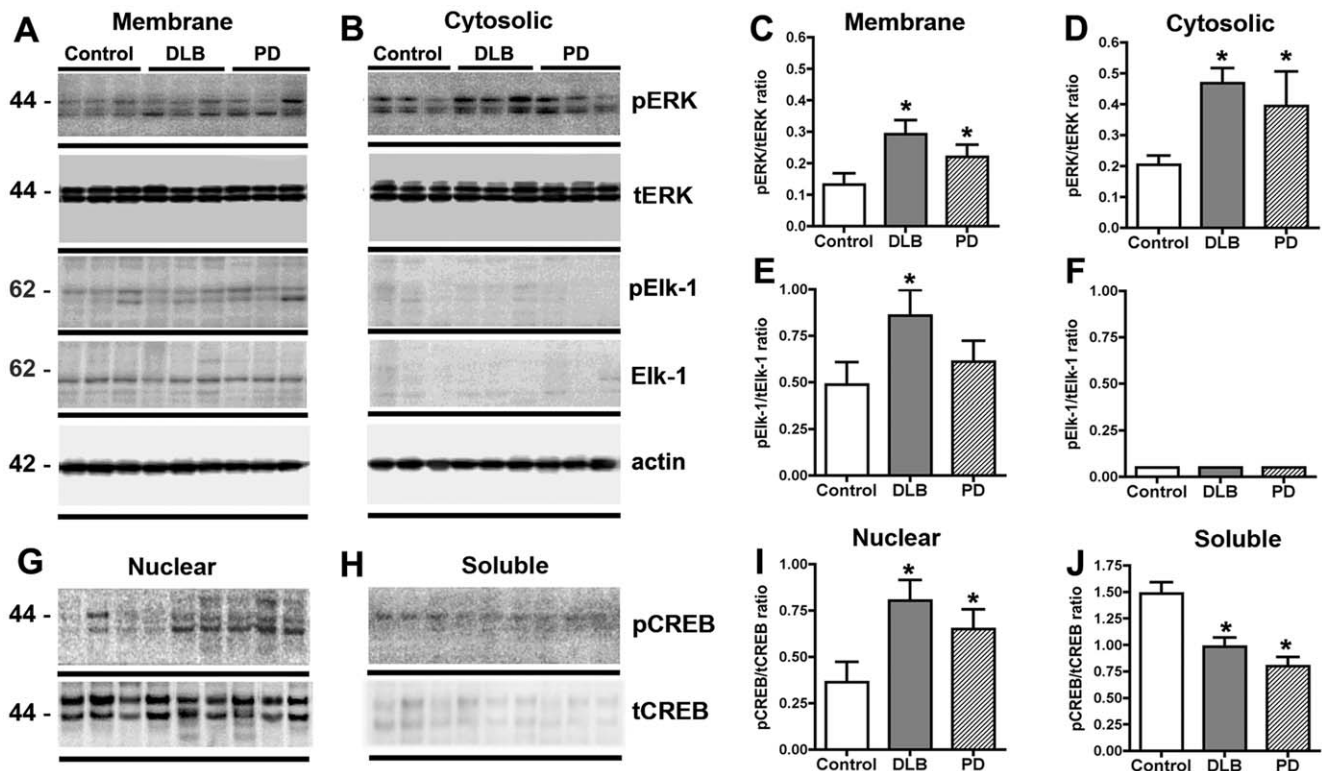 A Membrane
Control DLB PD
44 -
44 -
62 -
62 -
42 -
B Cytosolic
Control DLB PD
pERK
tERK
pElk-1
Elk-1
actin
C Membrane
pERK/tERK ratio
0.6
0.5
0.4
0.3
0.2
0.1
0.0
* *
Control DLB PD
D Cytosolic
pERK/tERK ratio
0.6
0.5
0.4
0.3
0.2
0.1
0.0
* *
Control DLB PD
E
pElk-1/tElk-1 ratio
1.00
0.75
0.50
0.25
0.00
*
Control DLB PD
F
pElk-1/tElk-1 ratio
1.00
0.75
0.50
0.25
0.00
Control DLB PD
G Nuclear
44 -
44 -
H Soluble
pCREB
tCREB
I Nuclear
pCREB/tCREB ratio
1.00
0.75
0.50
0.25
0.00
* *
Control DLB PD
J Soluble
pCREB/tCREB ratio
1.75
1.50
1.25
1.00
0.75
0.50
0.25
0.00
* *
Control DLB PD